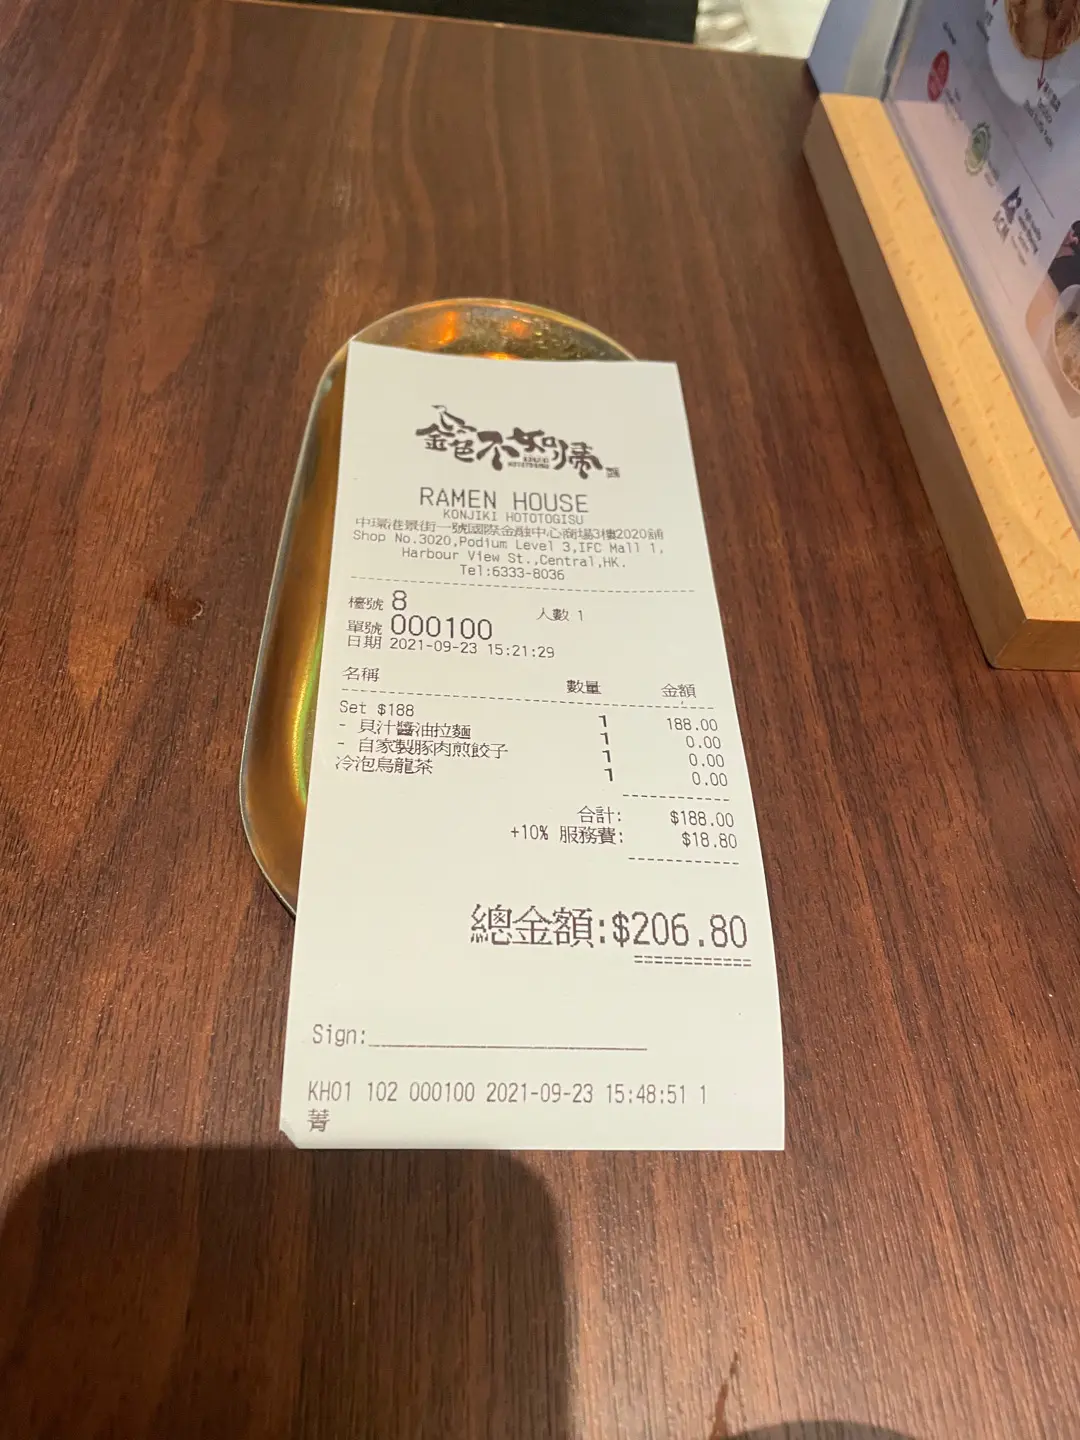 金色不如帰
RAMEN HOUSE
KONJIKI HOTOTOGISU
中環港景街一號國際金融中心商場3樓2020舖
Shop No.3020,Podium Level 3,IFC Mall 1,
Harbour View St.,Central,HK.
Tel:6333-8036
檯號 8 人數 1
單號 000100
日期 2021-09-23 15:21:29
名稱 數量 金額
Set $188 1 188.00
- 貝汁醬油拉麵 1 0.00
- 自家製豚肉煎餃子 1 0.00
冷泡烏龍茶 1 0.00
合計: $188.00
+10% 服務費: $18.80
總金額:$206.80
Sign:
KH01 102 000100 2021-09-23 15:48:51 1
菁